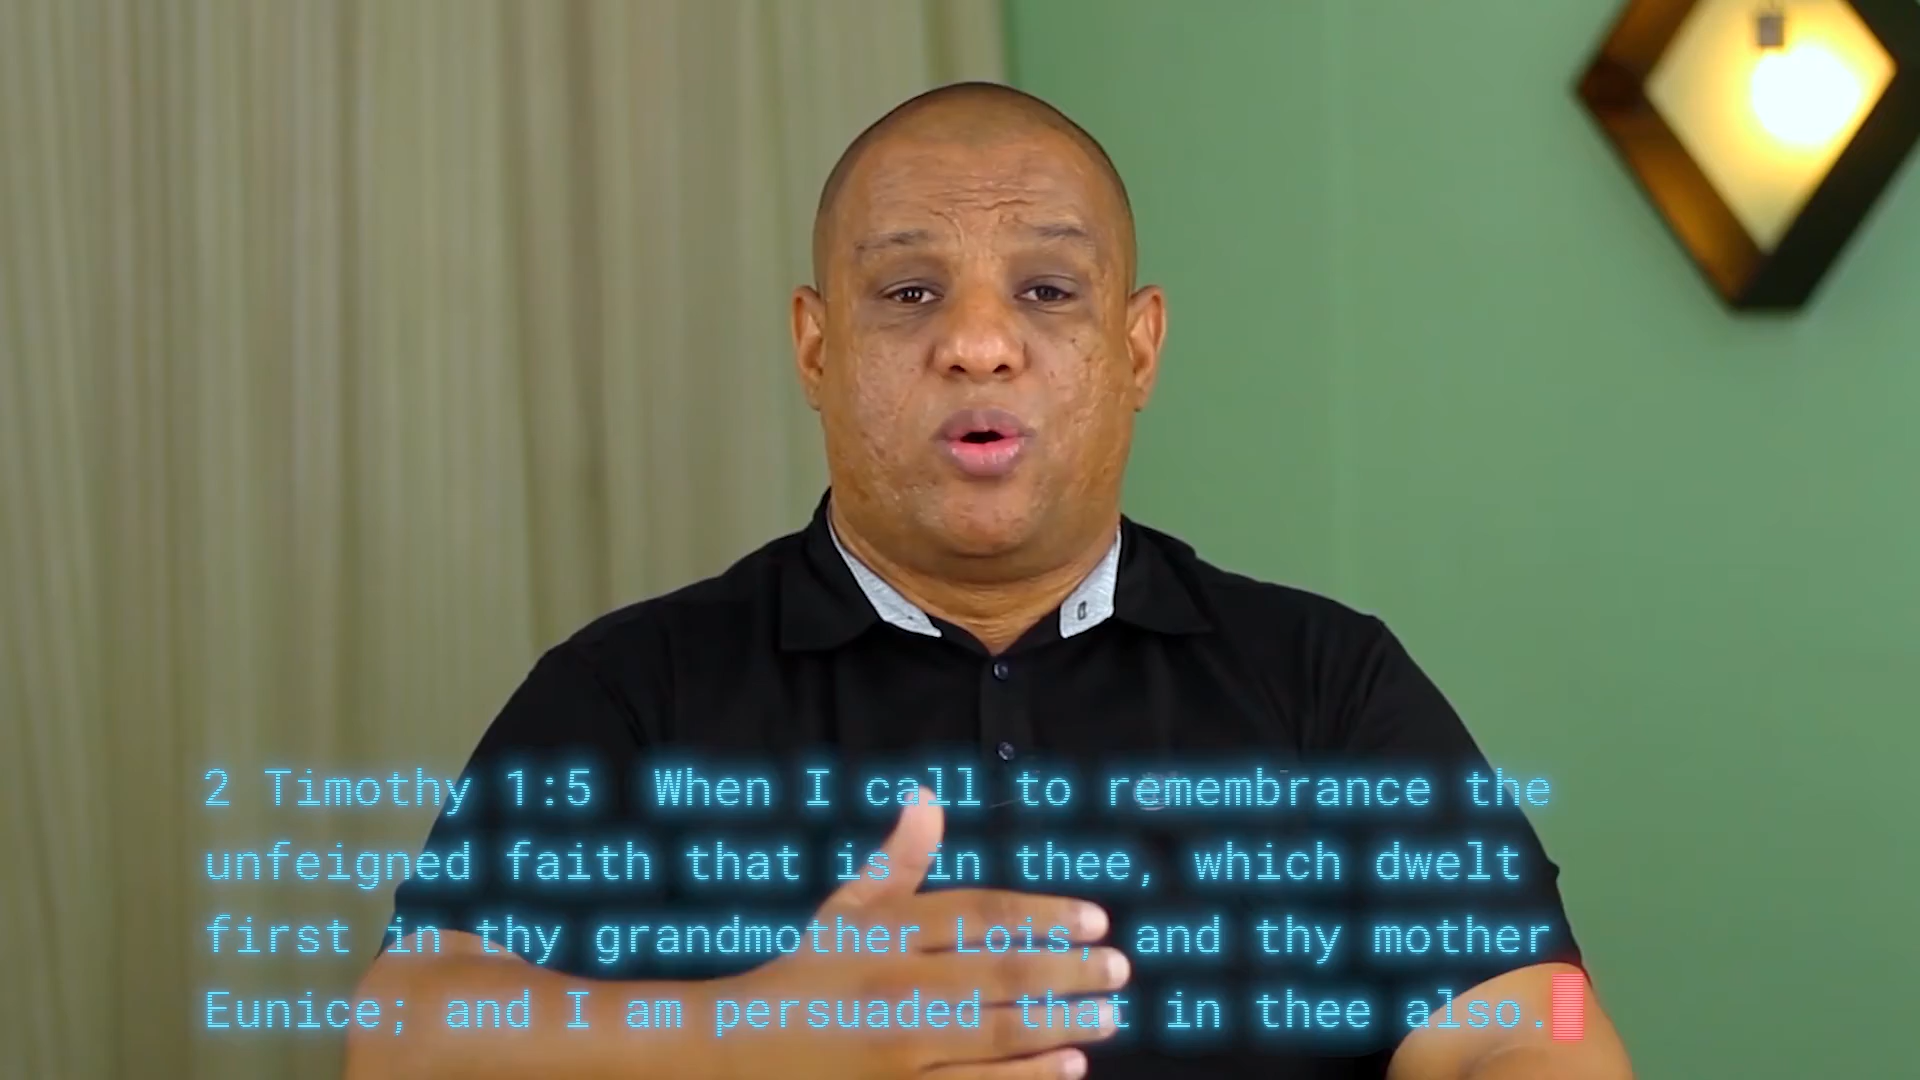 2 Timothy 1:5  When I call to remembrance the
unfeigned faith that is in thee, which dwelt
first in thy grandmother Lois, and thy mother
Eunice; and I am persuaded that in thee also.